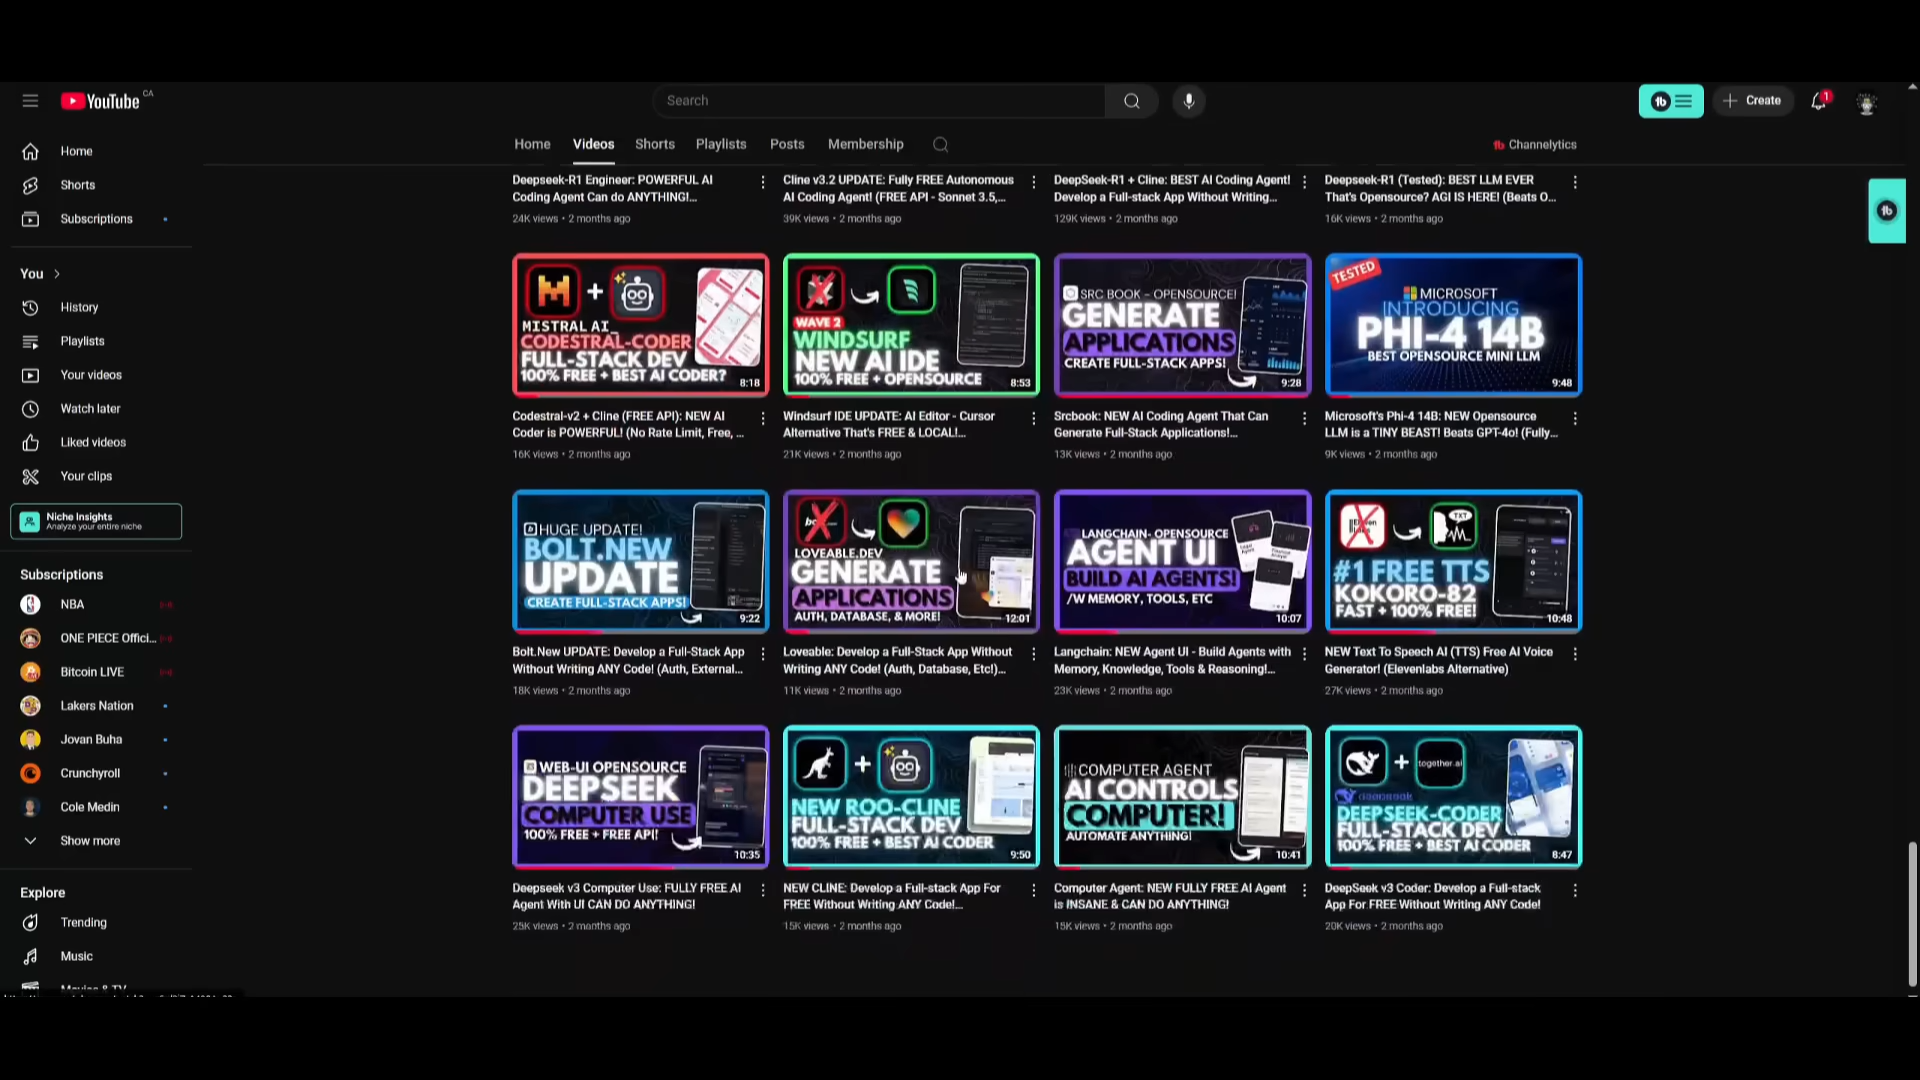 YouTube CA
Search
Create
1
Home
Videos
Shorts
Playlists
Posts
Membership
Channelytics
Home
Shorts
Subscriptions
You
History
Playlists
Your videos
Watch later
Liked videos
Your clips
Niche Insights
Analyze your entire niche
Subscriptions
NBA
ONE PIECE Offici...
Bitcoin LIVE
Lakers Nation
Jovan Buha
Crunchyroll
Cole Medin
Show more
Explore
Trending
Music
Movies & TV
Deepseek-R1 Engineer: POWERFUL AI
Coding Agent Can do ANYTHING!...
24K views • 2 months ago
Cline v3.2 UPDATE: Fully FREE Autonomous
AI Coding Agent! (FREE API - Sonnet 3.5,...
39K views • 2 months ago
DeepSeek-R1 + Cline: BEST AI Coding Agent!
Develop a Full-stack App Without Writing...
129K views • 2 months ago
Deepseek-R1 (Tested): BEST LLM EVER
That's Opensource? AGI IS HERE! (Beats O...
16K views • 2 months ago
MISTRAL AI_
CODESTRAL-CODER
FULL-STACK DEV
100% FREE + BEST AI CODER?
8:18
Codestral-v2 + Cline (FREE API): NEW AI
Coder is POWERFUL! (No Rate Limit, Free, ...
16K views • 2 months ago
WAVE 2
WINDSURF
NEW AI IDE
100% FREE + OPENSOURCE
8:53
Windsurf IDE UPDATE: AI Editor - Cursor
Alternative That's FREE & LOCAL!...
21K views • 2 months ago
SRC BOOK - OPENSOURCE!
GENERATE
APPLICATIONS
CREATE FULL-STACK APPS!
9:28
Srcbook: NEW AI Coding Agent That Can
Generate Full-Stack Applications!...
13K views • 2 months ago
TESTED
MICROSOFT
INTRODUCING
PHI-4 14B
BEST OPENSOURCE MINI LLM
9:48
Microsoft's Phi-4 14B: NEW Opensource
LLM is a TINY BEAST! Beats GPT-4o! (Fully...
9K views • 2 months ago
HUGE UPDATE!
BOLT.NEW
UPDATE
CREATE FULL-STACK APPS!
9:22
Bolt.New UPDATE: Develop a Full-Stack App
Without Writing ANY Code! (Auth, External...
18K views • 2 months ago
LOVEABLE.DEV
GENERATE
APPLICATIONS
AUTH, DATABASE, & MORE!
12:01
Loveable: Develop a Full-Stack App Without
Writing ANY Code! (Auth, Database, Etc!)...
11K views • 2 months ago
LANGCHAIN- OPENSOURCE
AGENT UI
BUILD AI AGENTS!
/W MEMORY, TOOLS, ETC
10:07
Langchain: NEW Agent UI - Build Agents with
Memory, Knowledge, Tools & Reasoning!...
23K views • 2 months ago
TXT
#1 FREE TTS
KOKORO-82
FAST + 100% FREE!
10:48
NEW Text To Speech AI (TTS) Free AI Voice
Generator! (Elevenlabs Alternative)
27K views • 2 months ago
WEB-UI OPENSOURCE
DEEPSEEK
COMPUTER USE
100% FREE + FREE API!
10:35
Deepseek v3 Computer Use: FULLY FREE AI
Agent With UI CAN DO ANYTHING!
25K views • 2 months ago
NEW ROO-CLINE
FULL-STACK DEV
100% FREE + BEST AI CODER
9:50
NEW CLINE: Develop a Full-stack App For
FREE Without Writing ANY Code!...
15K views • 2 months ago
COMPUTER AGENT
AI CONTROLS
COMPUTER!
AUTOMATE ANYTHING!
10:41
Computer Agent: NEW FULLY FREE AI Agent
is INSANE & CAN DO ANYTHING!
15K views • 2 months ago
together.ai
deepseek
DEEPSEEK-CODER
FULL-STACK DEV
100% FREE + BEST AI CODER
8:47
DeepSeek v3 Coder: Develop a Full-stack
App For FREE Without Writing ANY Code!
20K views • 2 months ago